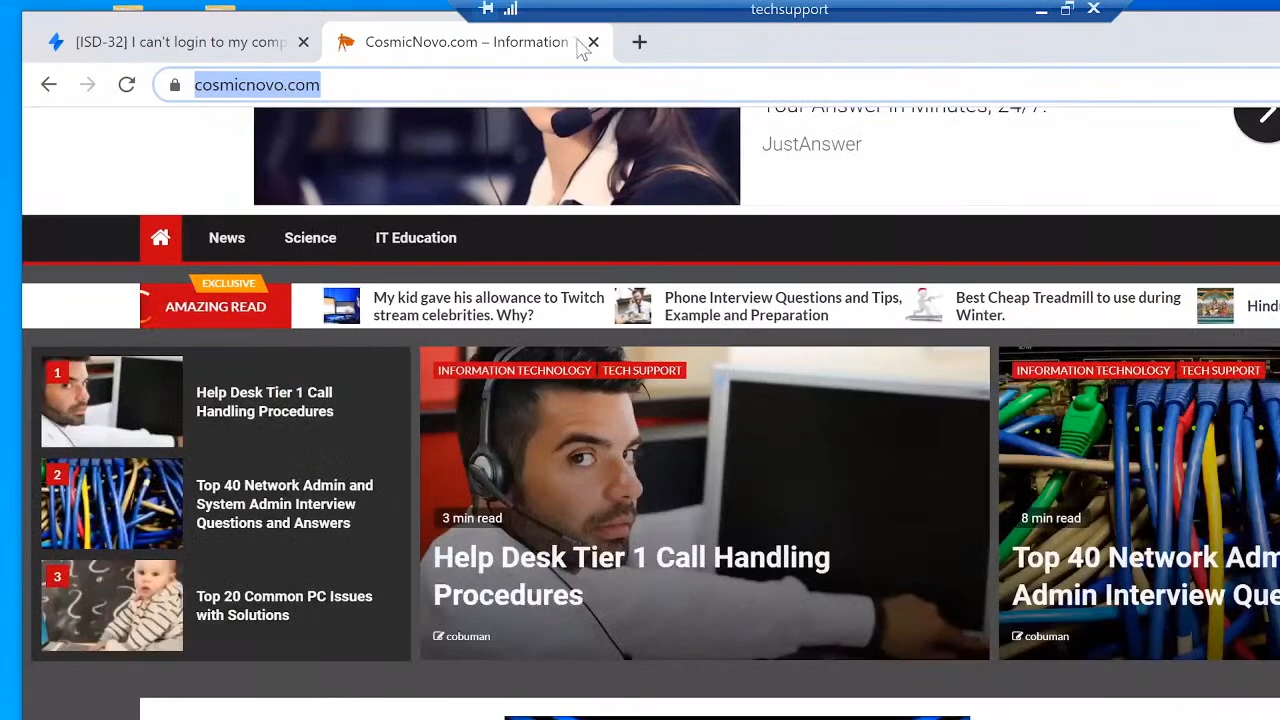 techsupport
[ISD-32] I can't login to my comp
CosmicNovo.com – Information
cosmicnovo.com
Your Answer in Minutes, 24/7.
JustAnswer
News
Science
IT Education
EXCLUSIVE
AMAZING READ
My kid gave his allowance to Twitch
stream celebrities. Why?
Phone Interview Questions and Tips,
Example and Preparation
Best Cheap Treadmill to use during
Winter.
Hind
1
Help Desk Tier 1 Call
Handling Procedures
2
Top 40 Network Admin and
System Admin Interview
Questions and Answers
3
Top 20 Common PC Issues
with Solutions
INFORMATION TECHNOLOGY
TECH SUPPORT
3 min read
Help Desk Tier 1 Call Handling
Procedures
cobuman
INFORMATION TECHNOLOGY
TECH SUPPORT
8 min read
Top 40 Network Adm
Admin Interview Que
cobuman